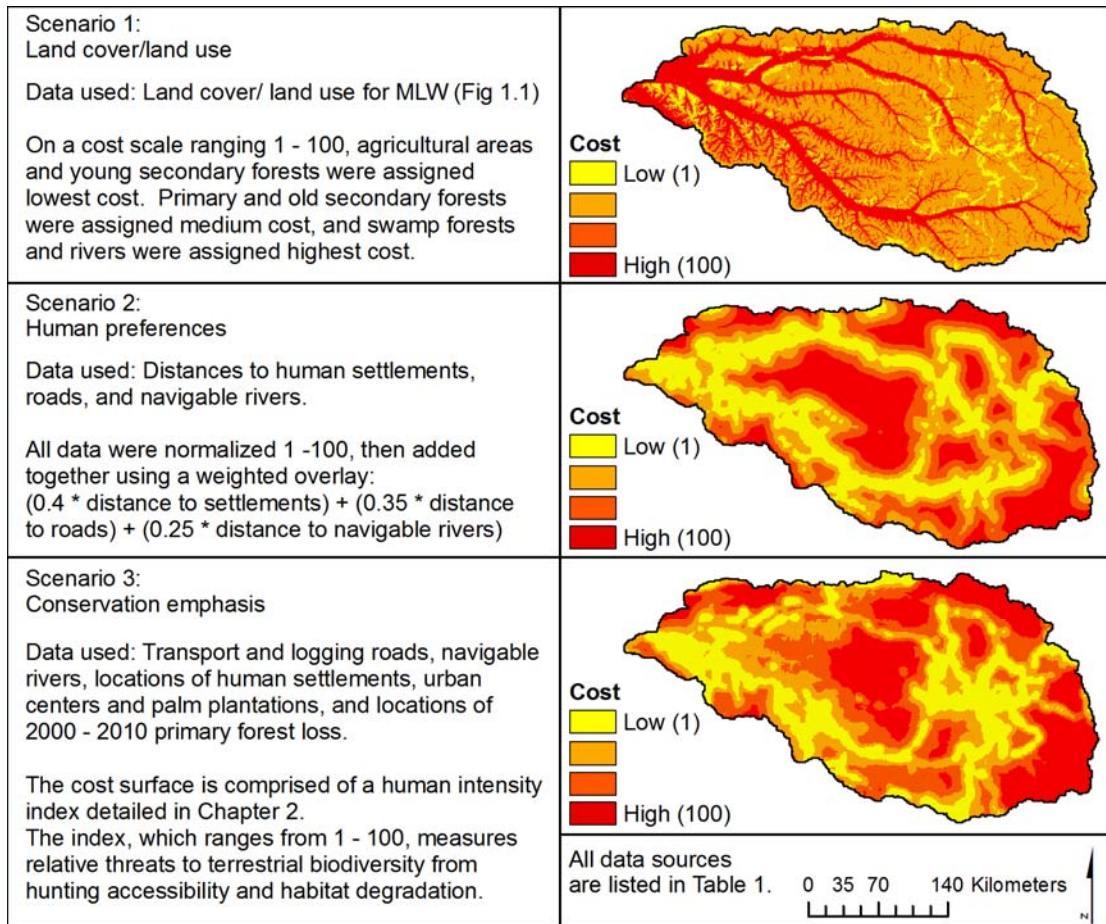 Scenario 1:
Land cover/land use
Data used: Land cover/ land use for MLW (Fig 1.1)
On a cost scale ranging 1 - 100, agricultural areas
and young secondary forests were assigned
lowest cost.  Primary and old secondary forests
were assigned medium cost, and swamp forests
and rivers were assigned highest cost.
Cost
Low (1)
High (100)
Scenario 2:
Human preferences
Data used: Distances to human settlements,
roads, and navigable rivers.
All data were normalized 1 -100, then added
together using a weighted overlay:
(0.4 * distance to settlements) + (0.35 * distance
to roads) + (0.25 * distance to navigable rivers)
Cost
Low (1)
High (100)
Scenario 3:
Conservation emphasis
Data used: Transport and logging roads, navigable
rivers, locations of human settlements, urban
centers and palm plantations, and locations of
2000 - 2010 primary forest loss.
The cost surface is comprised of a human intensity
index detailed in Chapter 2.
The index, which ranges from 1 - 100, measures
relative threats to terrestrial biodiversity from
hunting accessibility and habitat degradation.
Cost
Low (1)
High (100)
All data sources
are listed in Table 1.
0 35 70 140 Kilometers
N